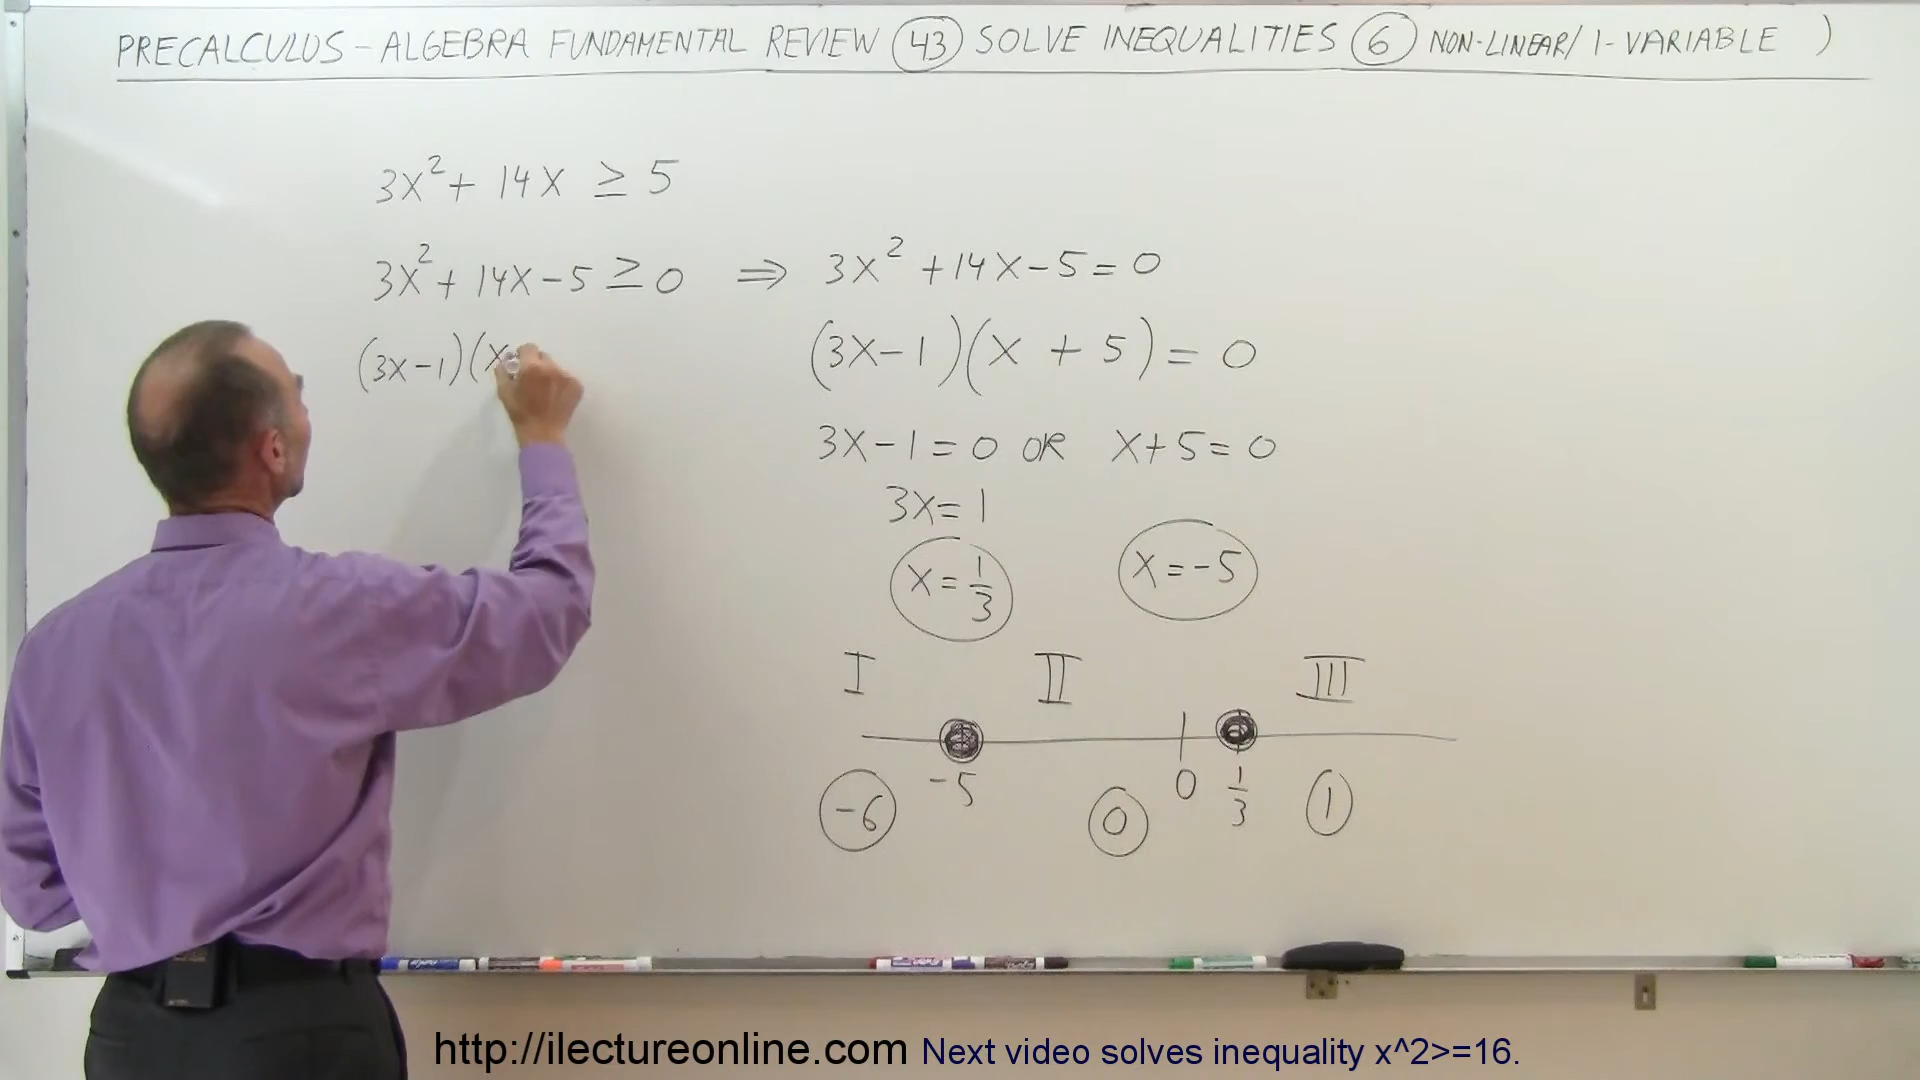 PRECALCULUS - ALGEBRA FUNDAMENTAL REVIEW 43 SOLVE INEQUALITIES 6 NON-LINEAR/1-VARIABLE )
3X² + 14X ≥ 5
3X² + 14X - 5 ≥ 0 ⇒ 3X² + 14X - 5 = 0
(3X - 1)(X
(3X - 1)(X + 5) = 0
3X - 1 = 0 OR X + 5 = 0
3X = 1
X = 1/3 X = -5
I II III
-5 0 1/3
-6 0 1
http://ilectureonline.com Next video solves inequality x^2>=16.